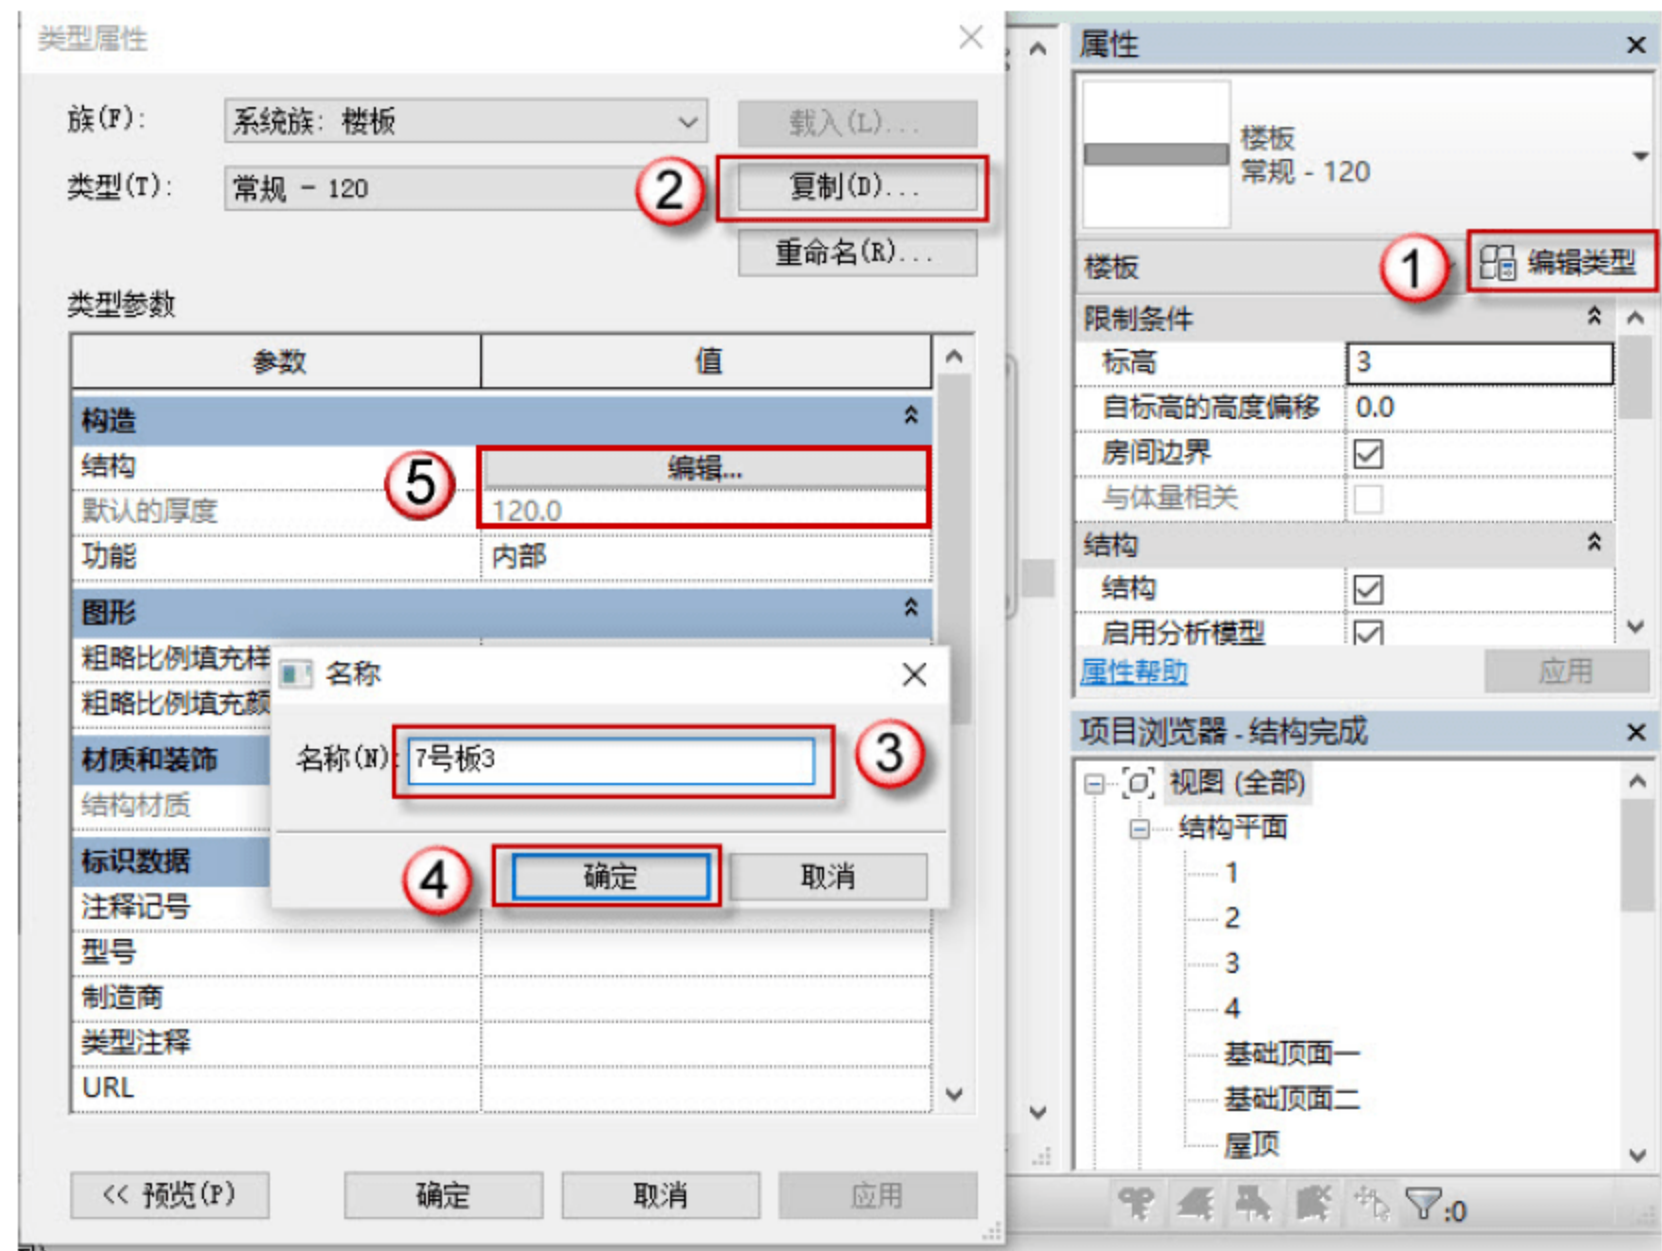 类型属性
族(F):
系统族: 楼板
载入(L)...
类型(T):
常规 - 120
②
复制(D)...
重命名(R)...
类型参数
参数
值
构造
结构
⑤
编辑...
默认的厚度
120.0
功能
内部
图形
粗略比例填充样
粗略比例填充颜
材质和装饰
结构材质
标识数据
注释记号
型号
制造商
类型注释
URL
名称
名称(N):
7号板3
③
④
确定
取消
<< 预览(P)
确定
取消
应用
属性
楼板
常规 - 120
楼板
①
编辑类型
限制条件
标高
3
自标高的高度偏移
0.0
房间边界
与体量相关
结构
结构
启用分析模型
属性帮助
应用
项目浏览器 - 结构完成
视图 (全部)
结构平面
1
2
3
4
基础顶面一
基础顶面二
屋顶
:0